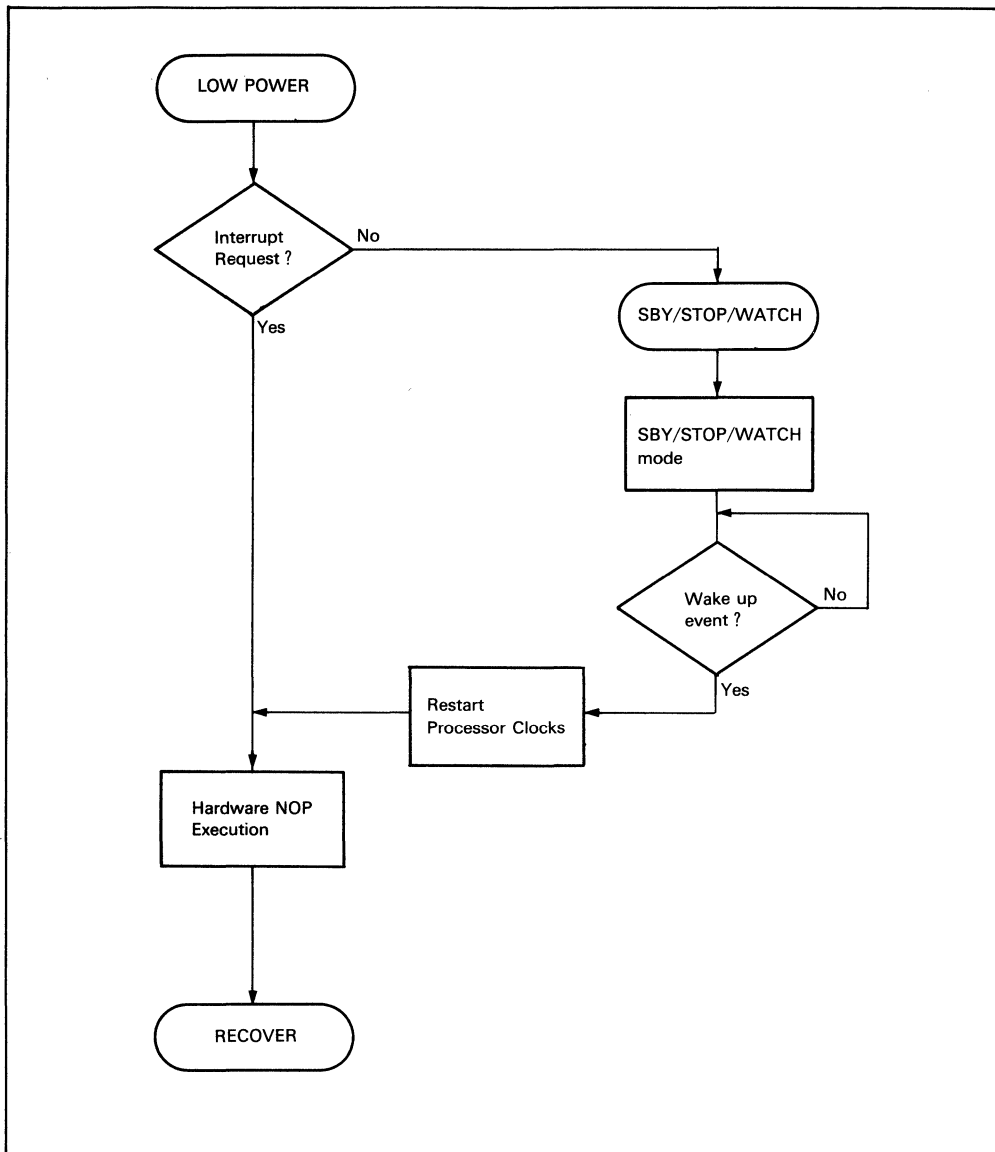 LOW POWER
Interrupt
Request ?
No
Yes
SBY/STOP/WATCH
SBY/STOP/WATCH
mode
Wake up
event ?
No
Yes
Restart
Processor Clocks
Hardware NOP
Execution
RECOVER